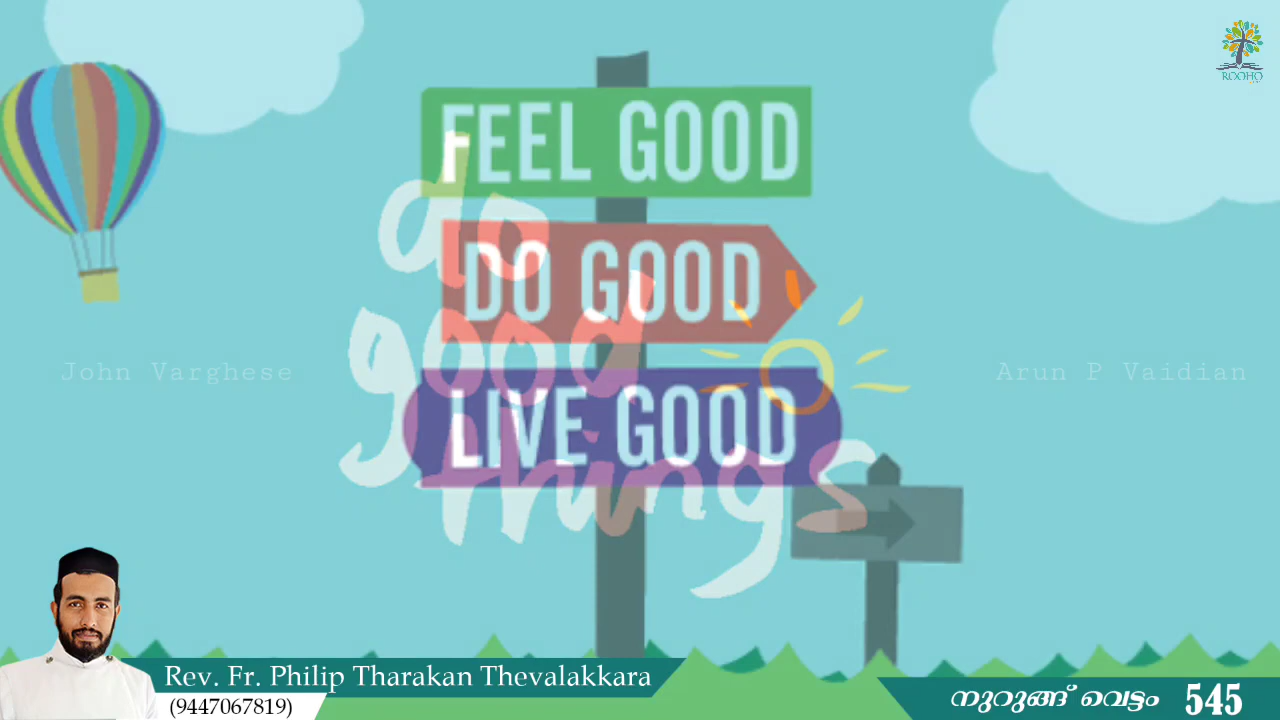 ROOHO
FEEL GOOD
DO GOOD
LIVE GOOD
do
good
things
John Varghese
Arun P Vaidian
Rev. Fr. Philip Tharakan Thevalakkara
(9447067819)
നുറുങ്ങ് വെട്ടം 545